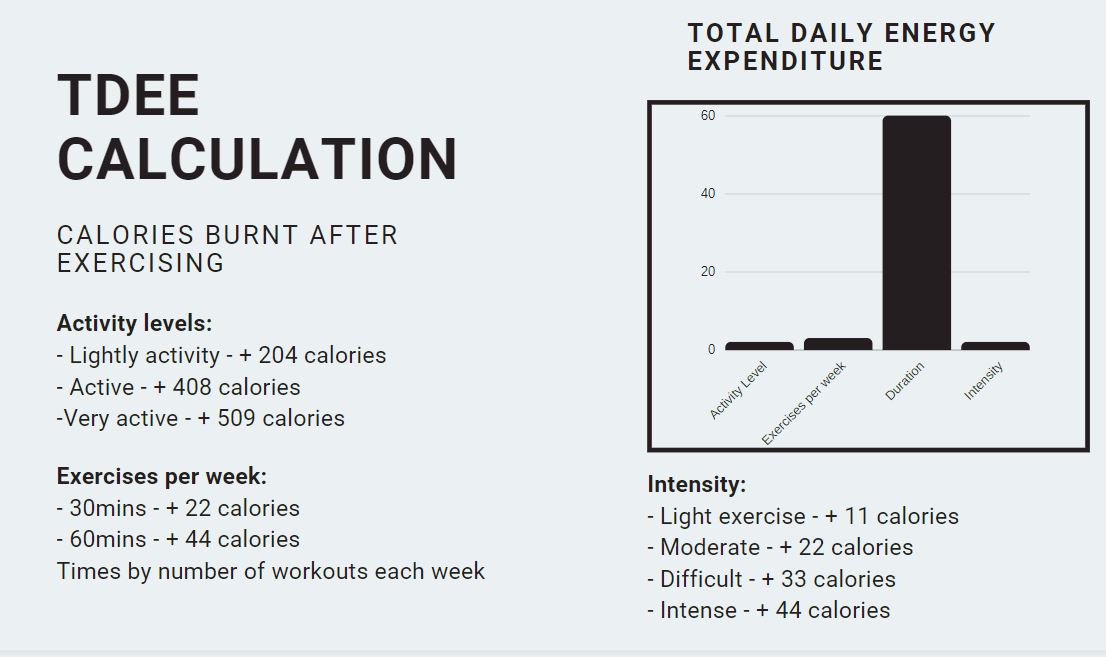 TDEE
CALCULATION
CALORIES BURNT AFTER
EXERCISING
Activity levels:
- Lightly activity - + 204 calories
- Active - + 408 calories
-Very active - + 509 calories
Exercises per week:
- 30mins - + 22 calories
- 60mins - + 44 calories
Times by number of workouts each week
TOTAL DAILY ENERGY
EXPENDITURE
60
40
20
0
Activity Level
Exercises per week
Duration
Intensity
Intensity:
- Light exercise - + 11 calories
- Moderate - + 22 calories
- Difficult - + 33 calories
- Intense - + 44 calories